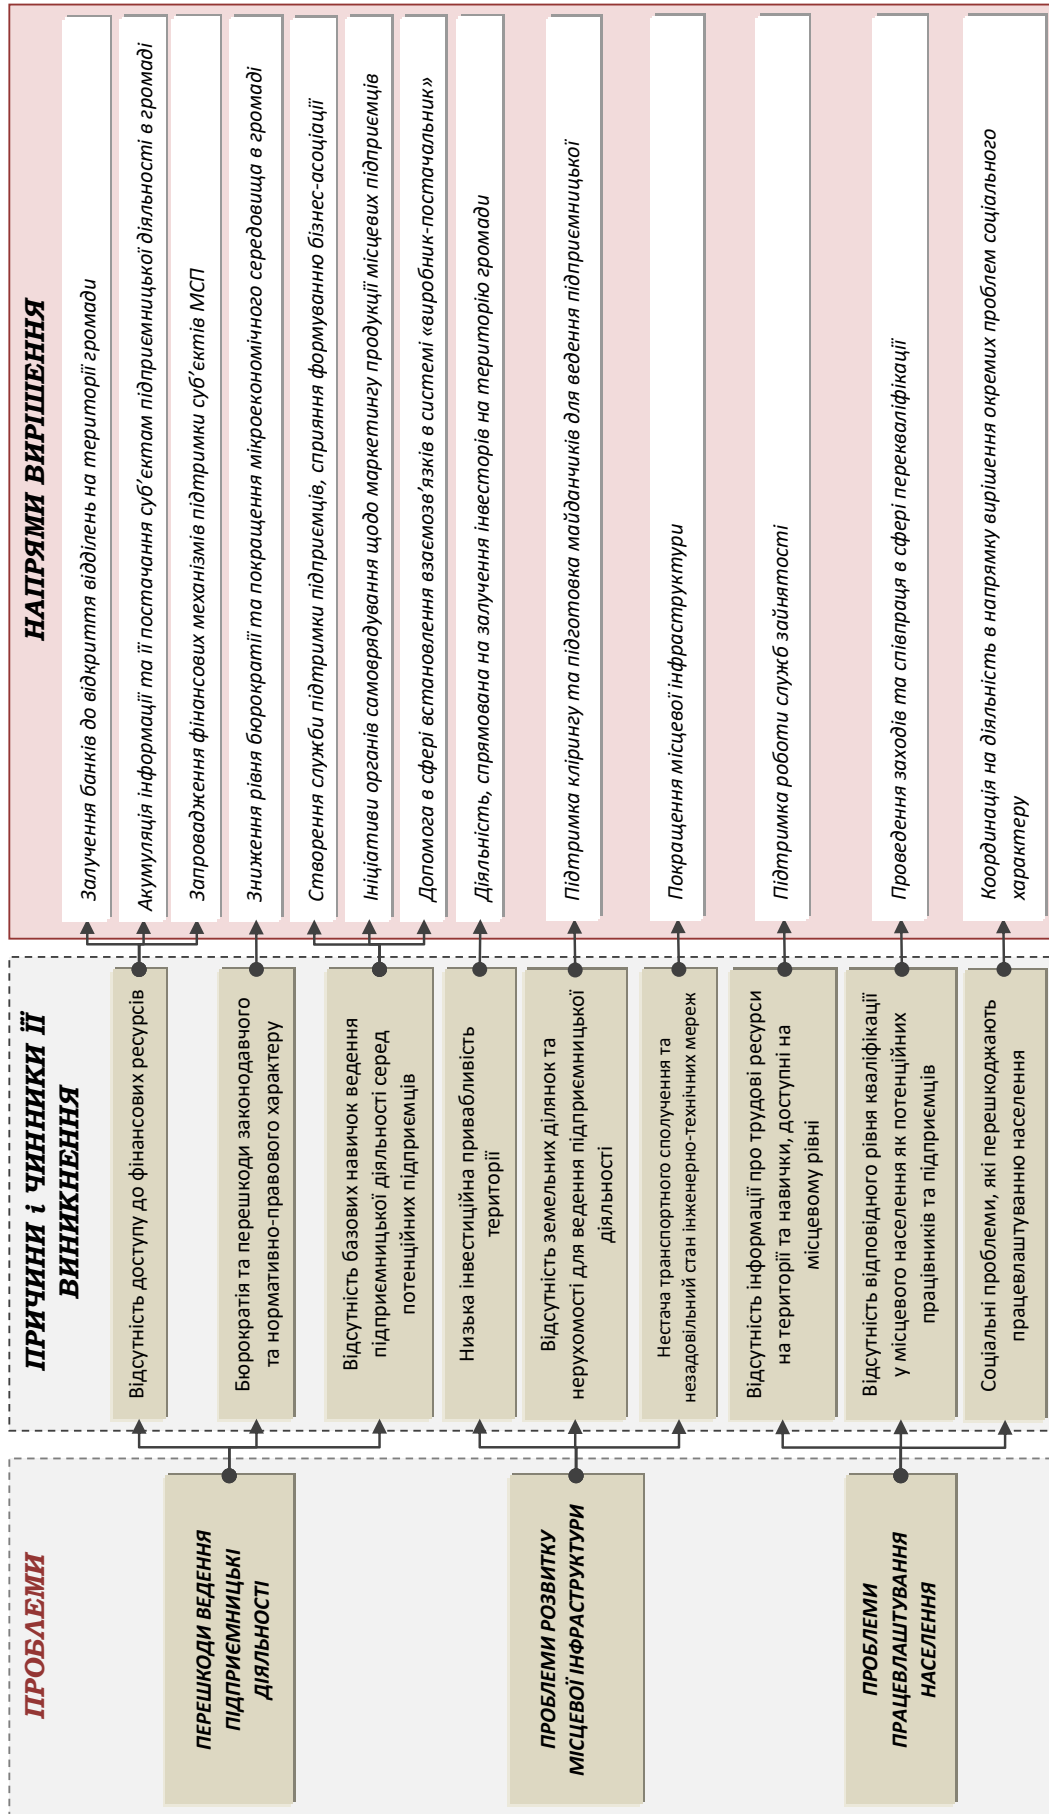 ПРОБЛЕМИ
ПЕРЕШКОДИ ВЕДЕННЯ
ПІДПРИЄМНИЦЬКІ
ДІЯЛЬНОСТІ
ПРОБЛЕМИ РОЗВИТКУ
МІСЦЕВОЇ ІНФРАСТРУКТУРИ
ПРОБЛЕМИ
ПРАЦЕВЛАШТУВАННЯ
НАСЕЛЕННЯ
ПРИЧИНИ і ЧИННИКИ ЇЇ
ВИНИКНЕННЯ
Відсутність доступу до фінансових ресурсів
Бюрократія та перешкоди законодавчого
та нормативно-правового характеру
Відсутність базових навичок ведення
підприємницької діяльності серед
потенційних підприємців
Низька інвестиційна привабливість
території
Відсутність земельних ділянок та
нерухомості для ведення підприємницької
діяльності
Нестача транспортного сполучення та
незадовільний стан інженерно-технічних мереж
Відсутність інформації про трудові ресурси
на території та навички, доступні на
місцевому рівні
Відсутність відповідного рівня кваліфікації
у місцевого населення як потенційних
працівників та підприємців
Соціальні проблеми, які перешкоджають
працевлаштуванню населення
НАПРЯМИ ВИРІШЕННЯ
Залучення банків до відкриття відділень на території громади
Акумуляція інформації та її постачання суб'єктам підприємницької діяльності в громаді
Запровадження фінансових механізмів підтримки суб'єктів МСП
Зниження рівня бюрократії та покращення мікроекономічного середовища в громаді
Створення служби підтримки підприємців, сприяння формуванню бізнес-асоціації
Ініціативи органів самоврядування щодо маркетингу продукції місцевих підприємців
Допомога в сфері встановлення взаємозв'язків в системі «виробник-постачальник»
Діяльність, спрямована на залучення інвесторів на територію громади
Підтримка клірингу та підготовка майданчиків для ведення підприємницької
Покращення місцевої інфраструктури
Підтримка роботи служб зайнятості
Проведення заходів та співпраця в сфері перекваліфікації
Координація на діяльність в напрямку вирішення окремих проблем соціального
характеру